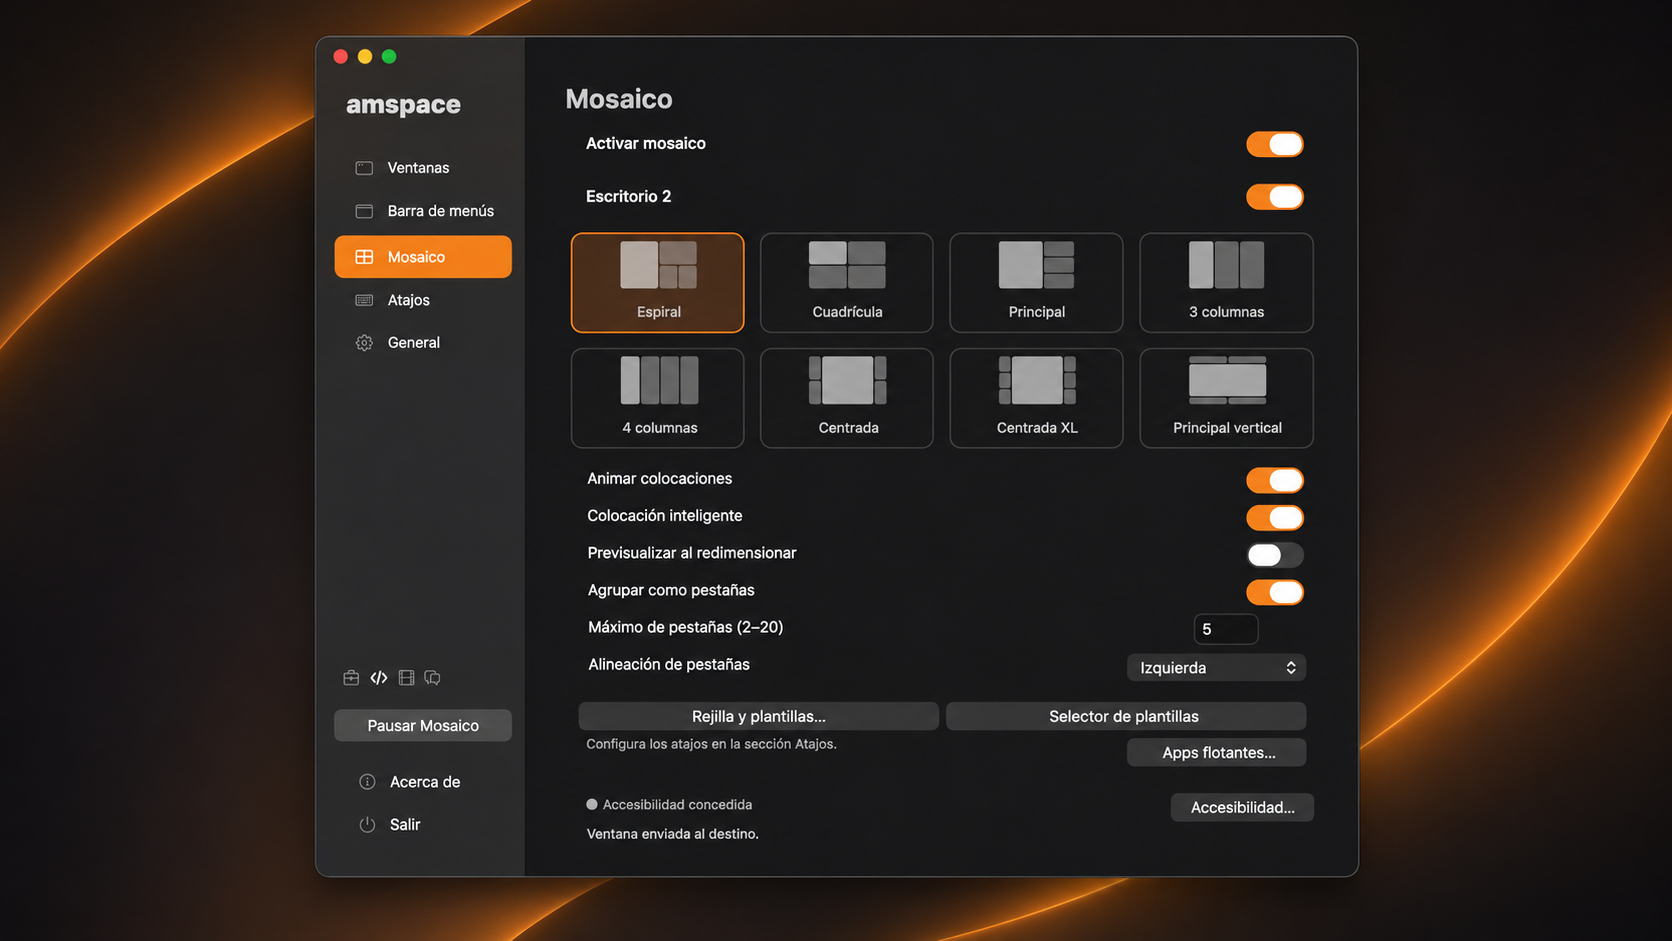 amspace
Ventanas
Barra de menús
Mosaico
Atajos
General
Pausar Mosaico
Acerca de
Salir
Mosaico
Activar mosaico
Escritorio 2
Espiral
Cuadrícula
Principal
3 columnas
4 columnas
Centrada
Centrada XL
Principal vertical
Animar colocaciones
Colocación inteligente
Previsualizar al redimensionar
Agrupar como pestañas
Máximo de pestañas (2–20)
5
Alineación de pestañas
Izquierda
Rejilla y plantillas...
Selector de plantillas
Configura los atajos en la sección Atajos.
Apps flotantes...
Accesibilidad concedida
Accesibilidad...
Ventana enviada al destino.